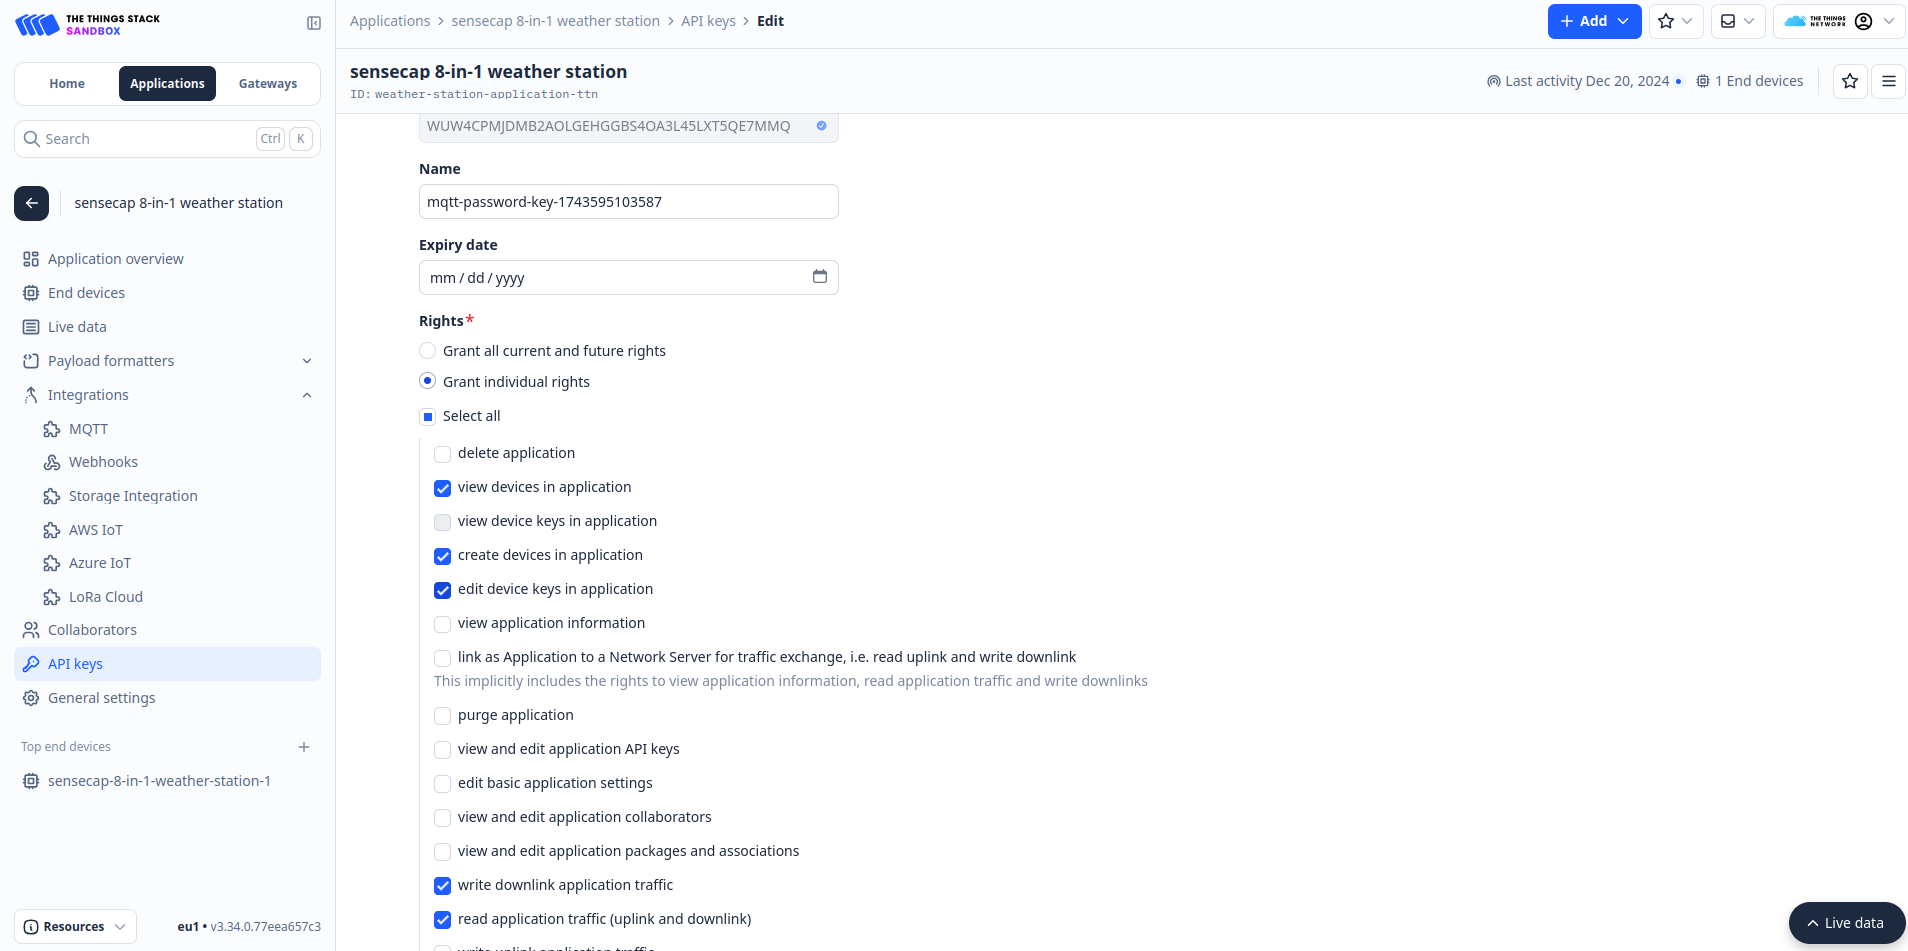 THE THINGS STACK
SANDBOX
Home
Applications
Gateways
Search
Ctrl
K
sensecap 8-in-1 weather station
Application overview
End devices
Live data
Payload formatters
Integrations
MQTT
Webhooks
Storage Integration
AWS IoT
Azure IoT
LoRa Cloud
Collaborators
API keys
General settings
Top end devices
sensecap-8-in-1-weather-station-1
Resources
eu1 • v3.34.0.77eea657c3
Applications > sensecap 8-in-1 weather station > API keys > Edit
Add
THE THINGS
NETWORK
sensecap 8-in-1 weather station
ID: weather-station-application-ttn
Last activity Dec 20, 2024 •
1 End devices
WUW4CPMJDMB2AOLGEHGGBS4OA3L45LXT5QE7MMQ
Name
mqtt-password-key-1743595103587
Expiry date
mm / dd / yyyy
Rights*
Grant all current and future rights
Grant individual rights
Select all
delete application
view devices in application
view device keys in application
create devices in application
edit device keys in application
view application information
link as Application to a Network Server for traffic exchange, i.e. read uplink and write downlink
This implicitly includes the rights to view application information, read application traffic and write downlinks
purge application
view and edit application API keys
edit basic application settings
view and edit application collaborators
view and edit application packages and associations
write downlink application traffic
read application traffic (uplink and downlink)
write uplink application traffic
Live data